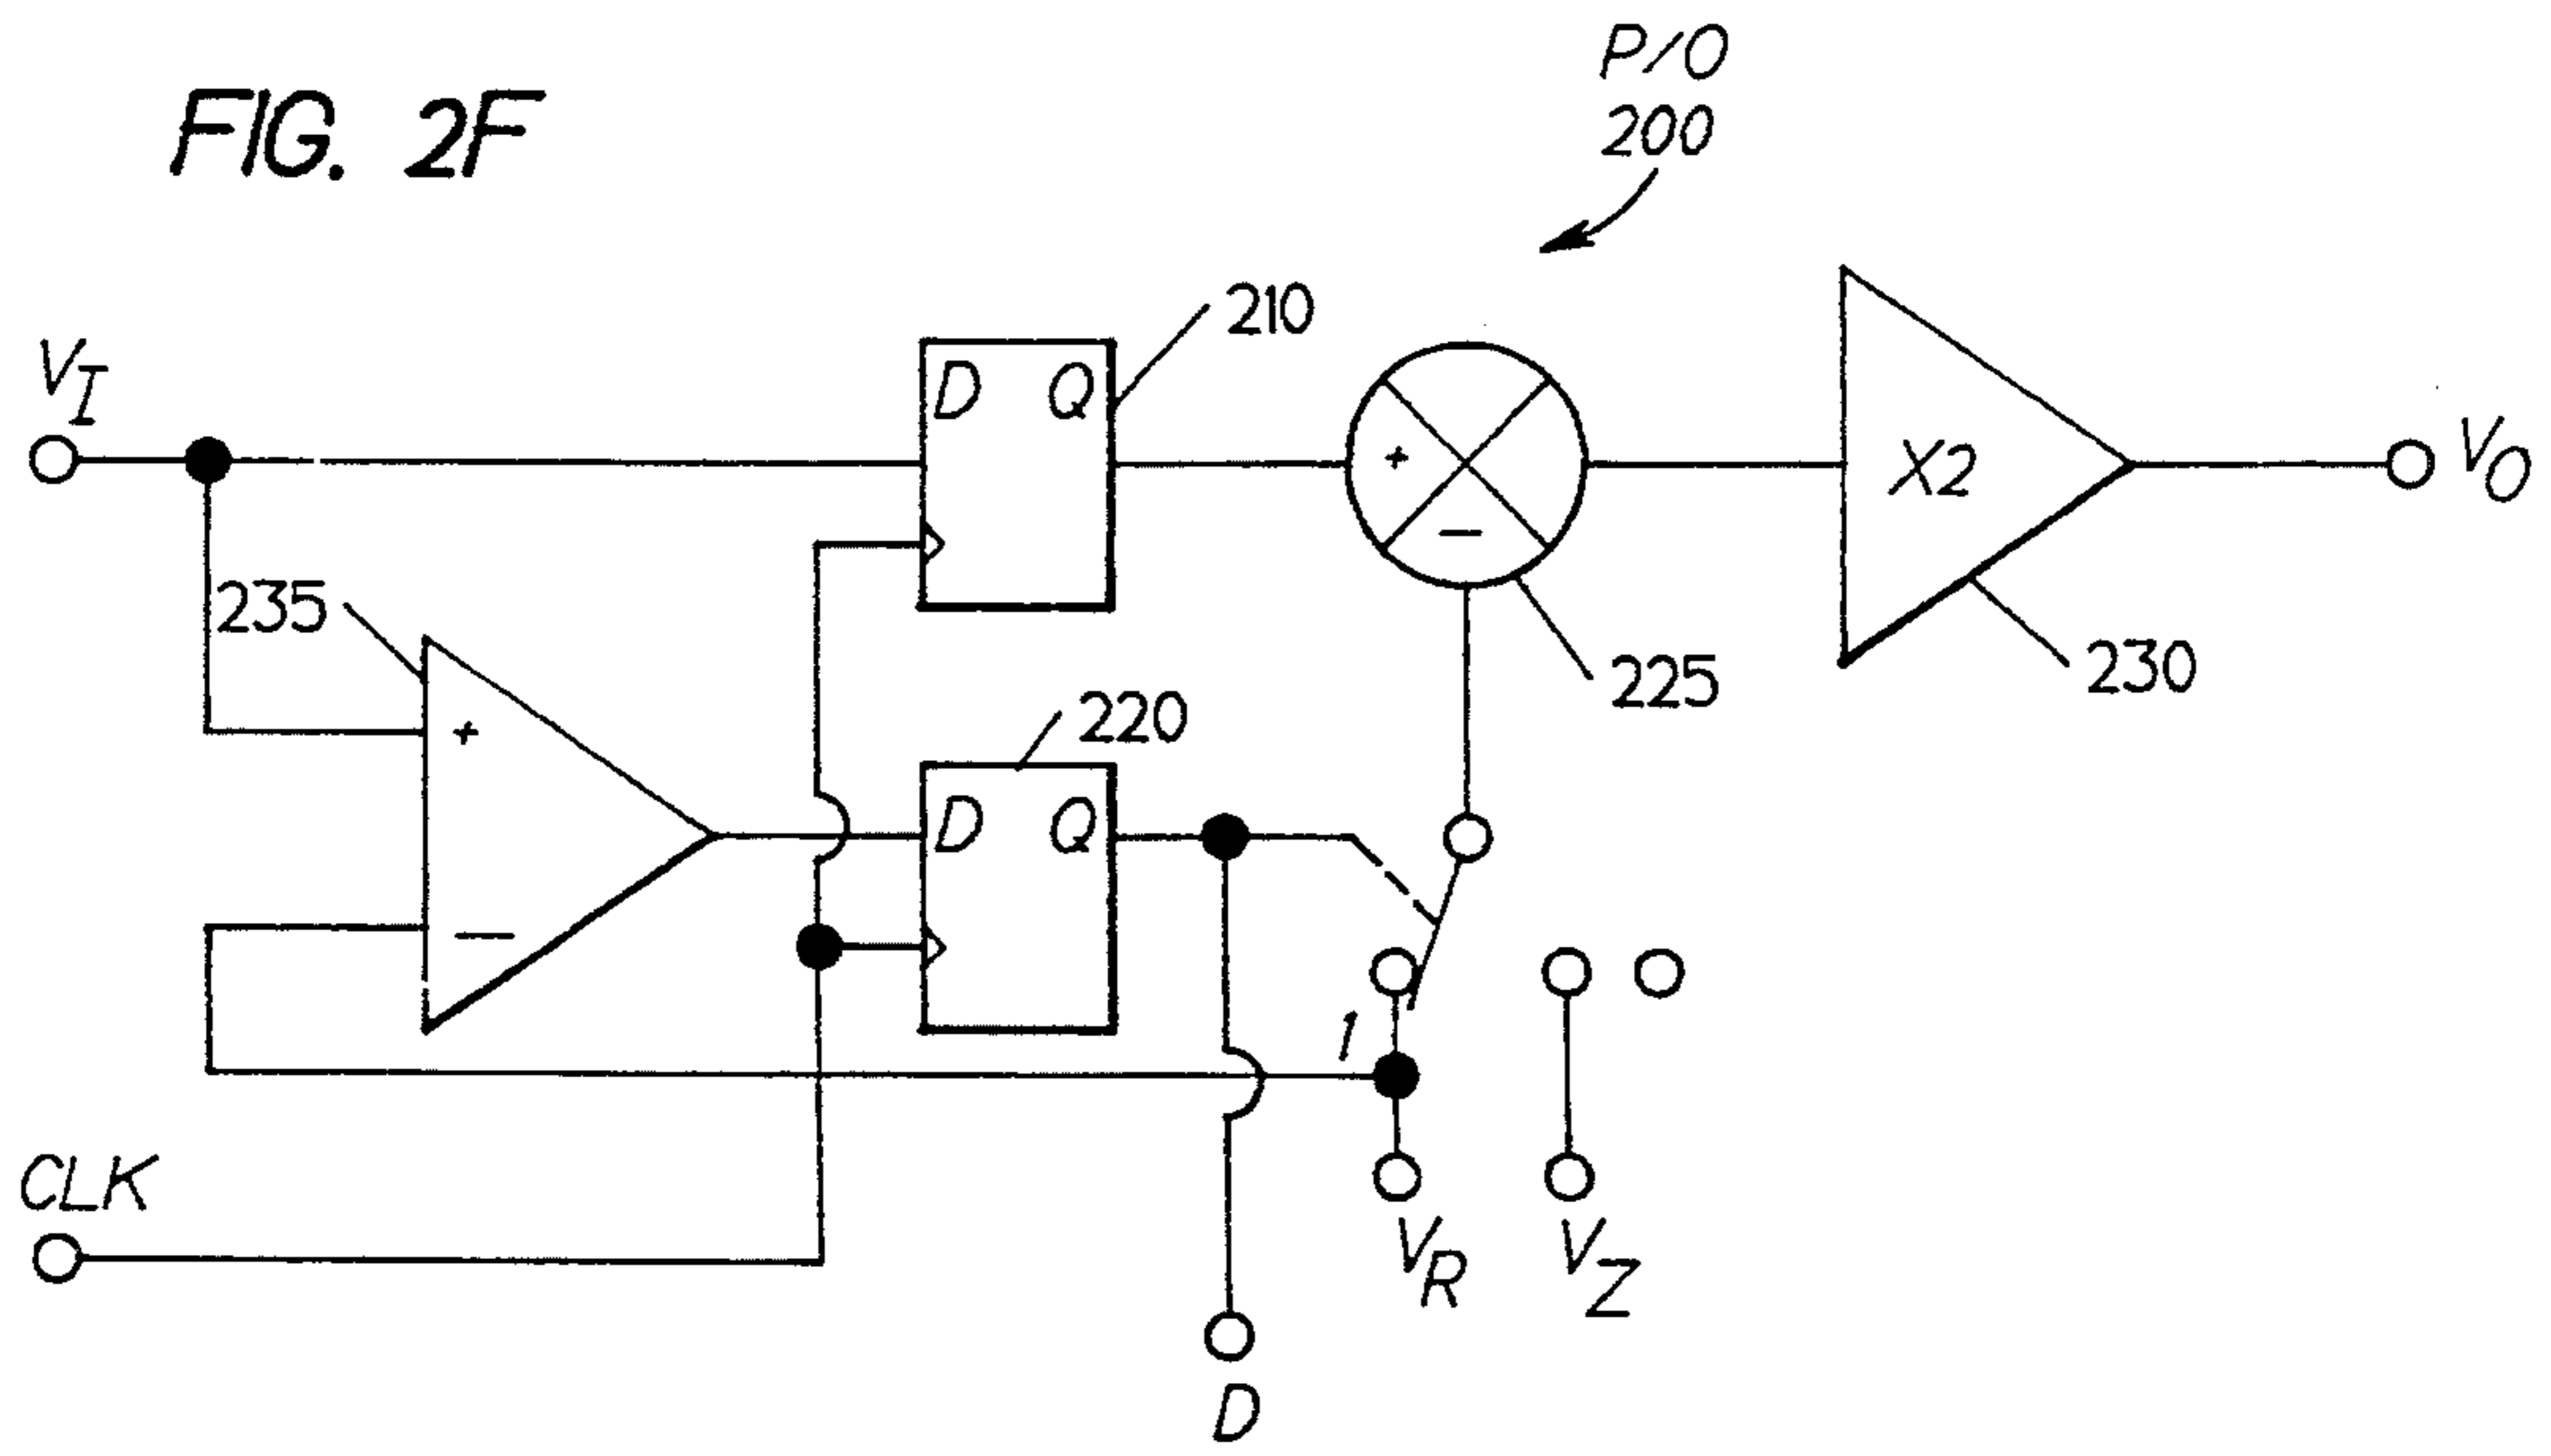 FIG. 2F
P/O
200
210
V_I
D Q
+
−
X2
V_O
235
225
230
+
−
220
D Q
1
CLK
V_R
V_Z
D